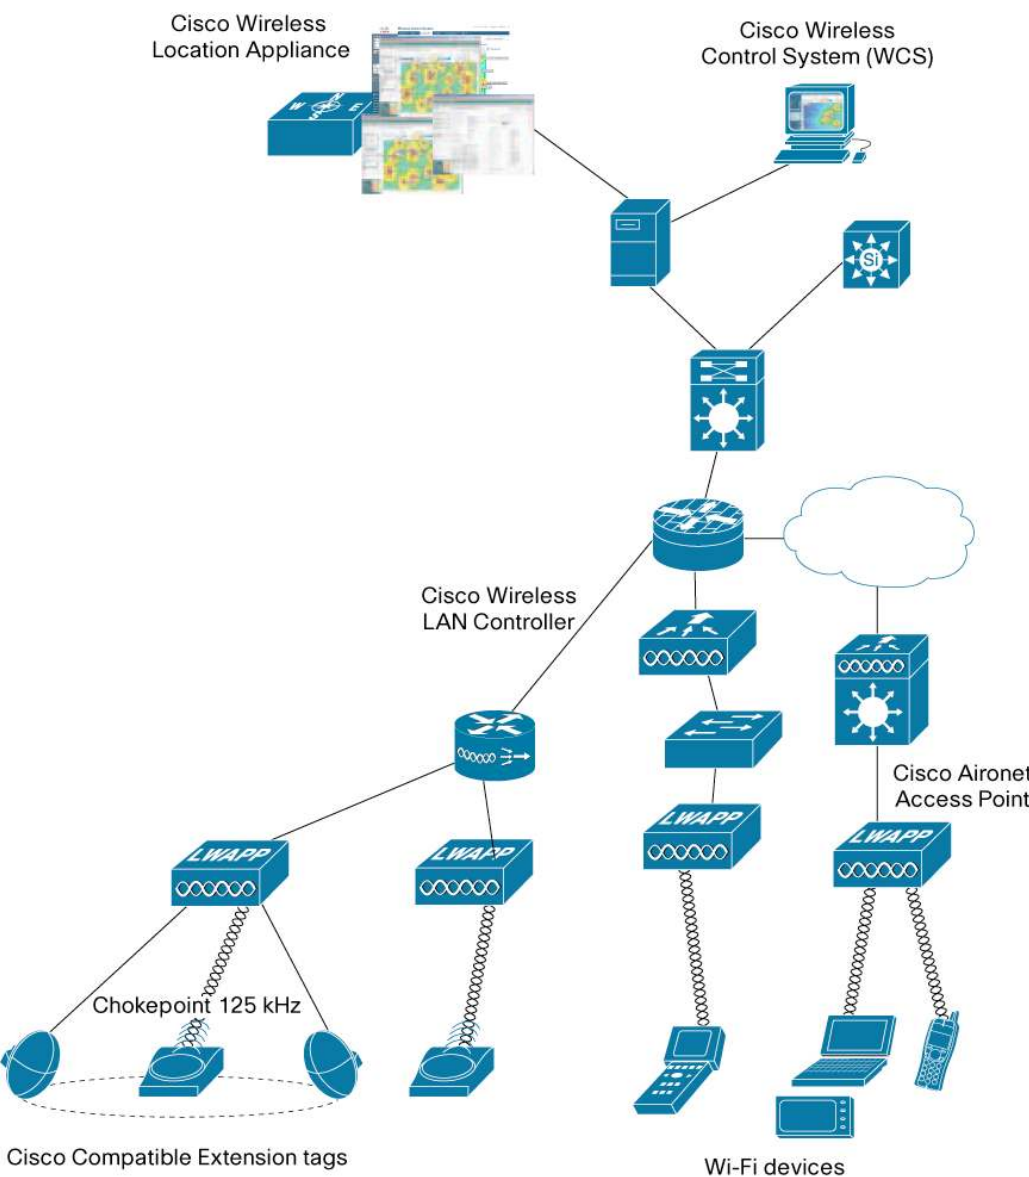 Cisco Wireless
Location Appliance
Cisco Wireless
Control System (WCS)
W
E
S
Si
Cisco Wireless
LAN Controller
Cisco Aironet
Access Point
LWAPP
LWAPP
LWAPP
LWAPP
Chokepoint 125 kHz
Cisco Compatible Extension tags
Wi-Fi devices